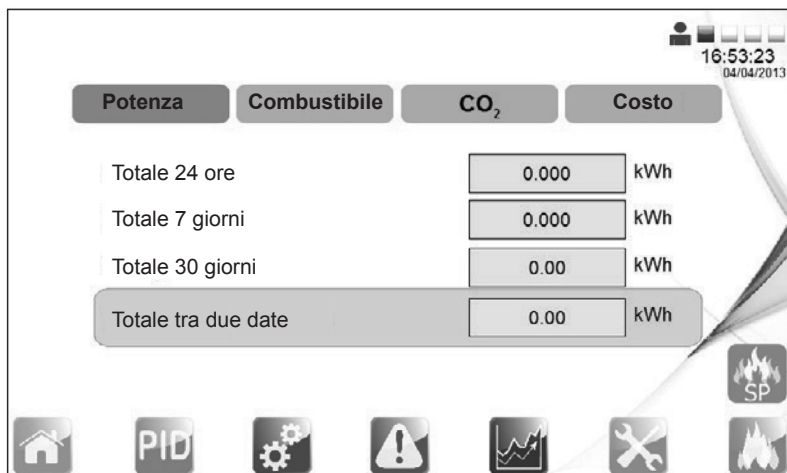 16:53:23
04/04/2013
Potenza Combustibile CO₂ Costo
Totale 24 ore 0.000 kWh
Totale 7 giorni 0.000 kWh
Totale 30 giorni 0.00 kWh
Totale tra due date 0.00 kWh
SP
PID